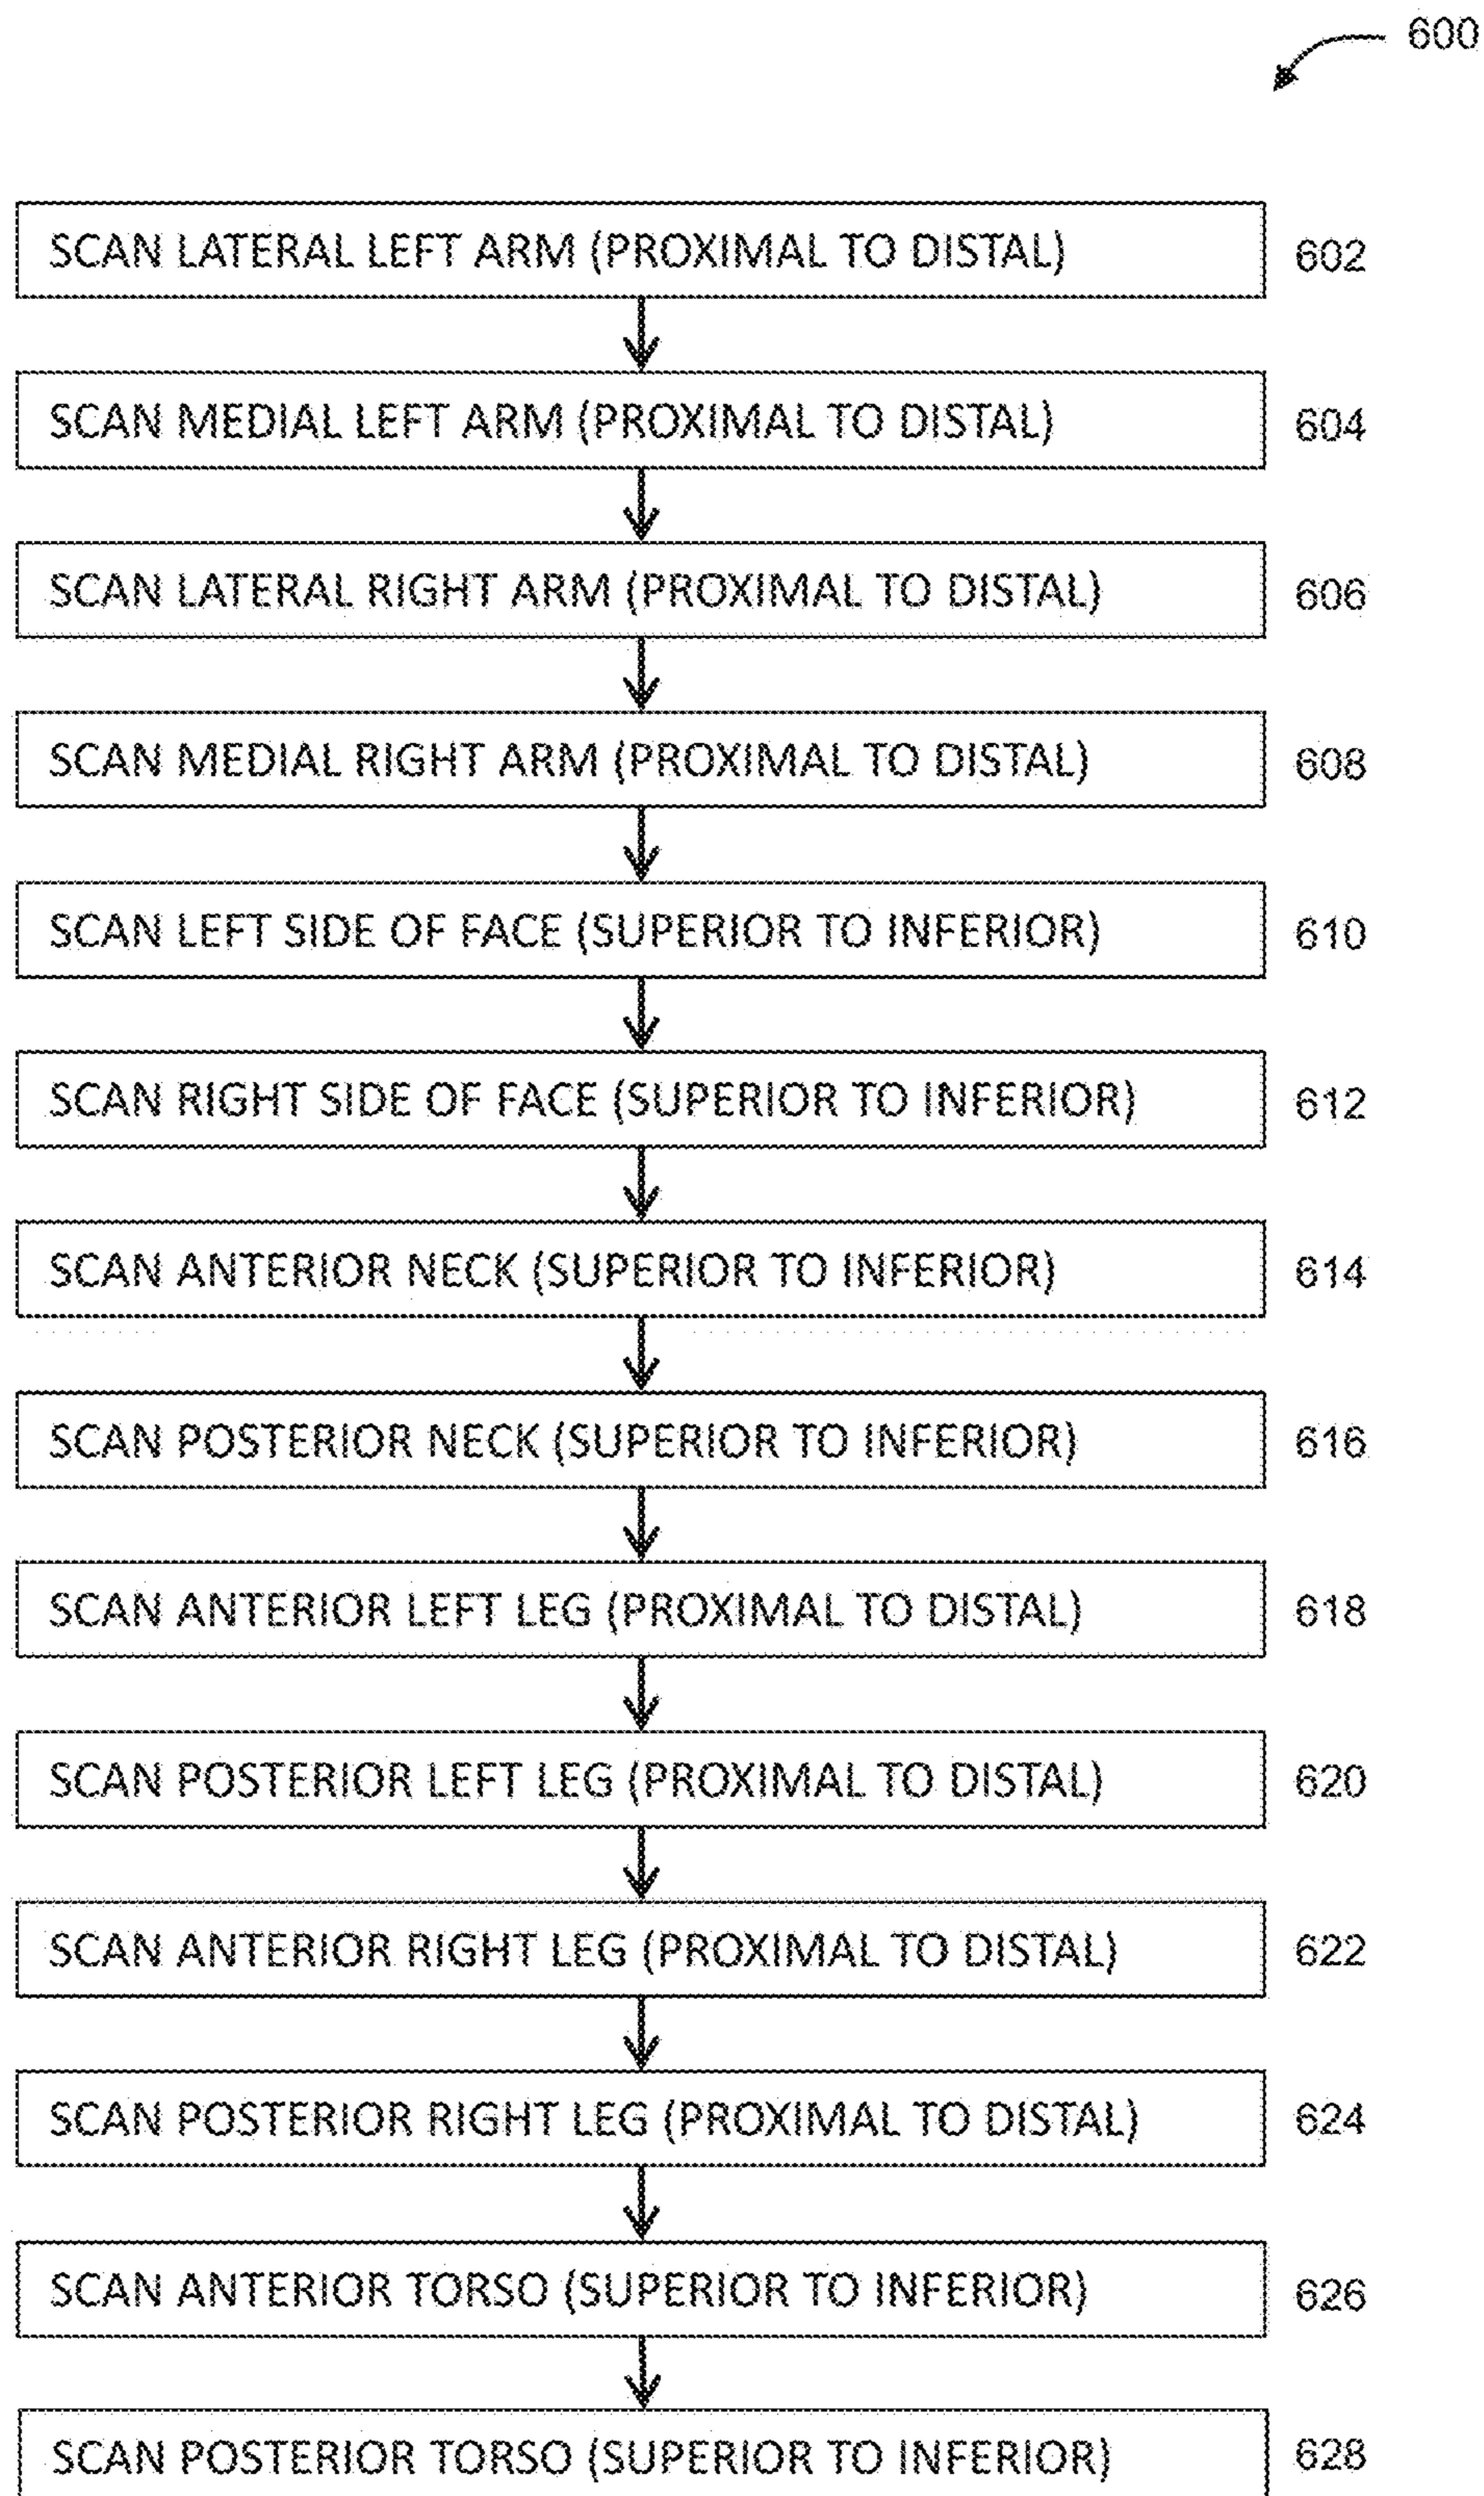 600
SCAN LATERAL LEFT ARM (PROXIMAL TO DISTAL) 602
SCAN MEDIAL LEFT ARM (PROXIMAL TO DISTAL) 604
SCAN LATERAL RIGHT ARM (PROXIMAL TO DISTAL) 606
SCAN MEDIAL RIGHT ARM (PROXIMAL TO DISTAL) 608
SCAN LEFT SIDE OF FACE (SUPERIOR TO INFERIOR) 610
SCAN RIGHT SIDE OF FACE (SUPERIOR TO INFERIOR) 612
SCAN ANTERIOR NECK (SUPERIOR TO INFERIOR) 614
SCAN POSTERIOR NECK (SUPERIOR TO INFERIOR) 616
SCAN ANTERIOR LEFT LEG (PROXIMAL TO DISTAL) 618
SCAN POSTERIOR LEFT LEG (PROXIMAL TO DISTAL) 620
SCAN ANTERIOR RIGHT LEG (PROXIMAL TO DISTAL) 622
SCAN POSTERIOR RIGHT LEG (PROXIMAL TO DISTAL) 624
SCAN ANTERIOR TORSO (SUPERIOR TO INFERIOR) 626
SCAN POSTERIOR TORSO (SUPERIOR TO INFERIOR) 628